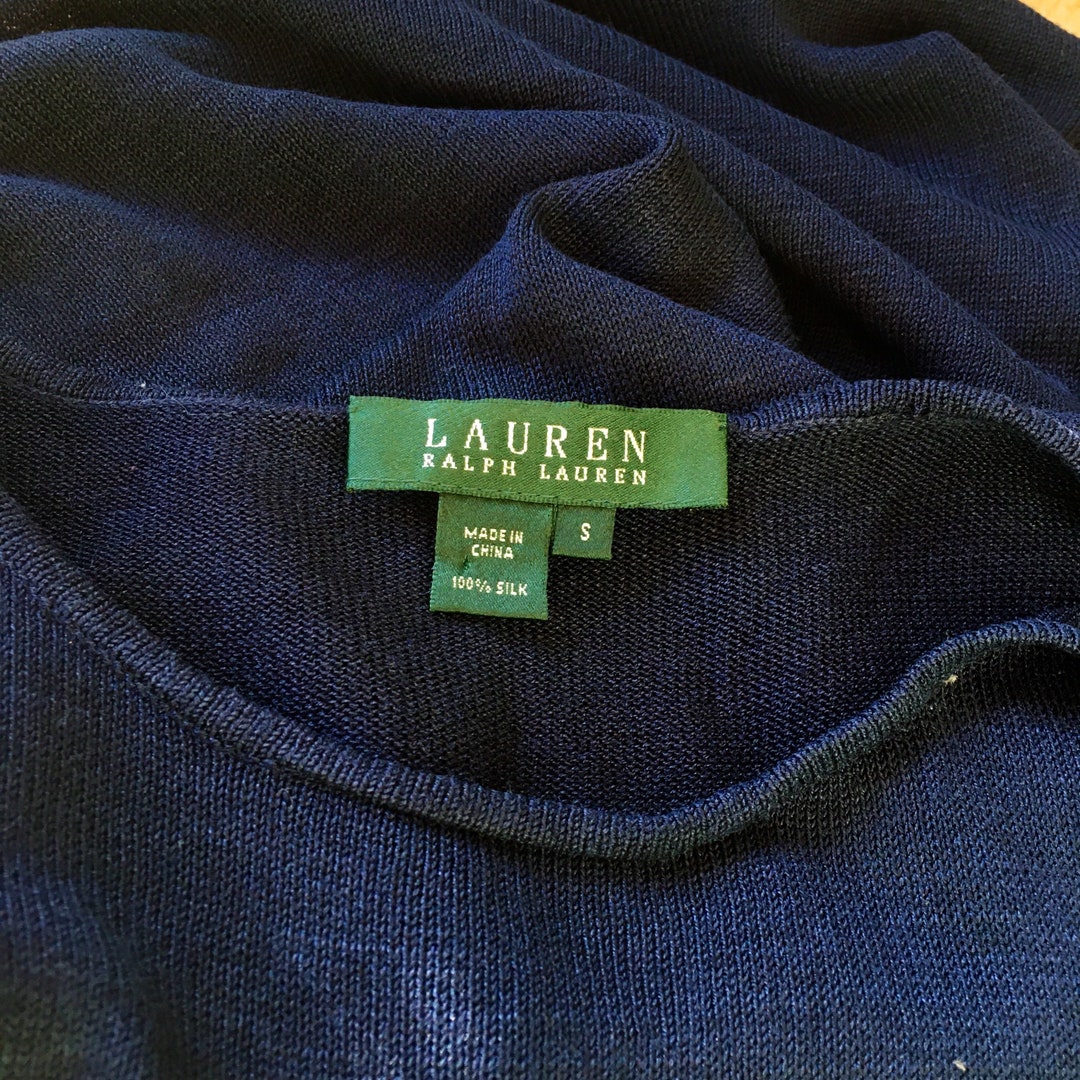 LAUREN
RALPH LAUREN
S
MADE IN
CHINA
100% SILK